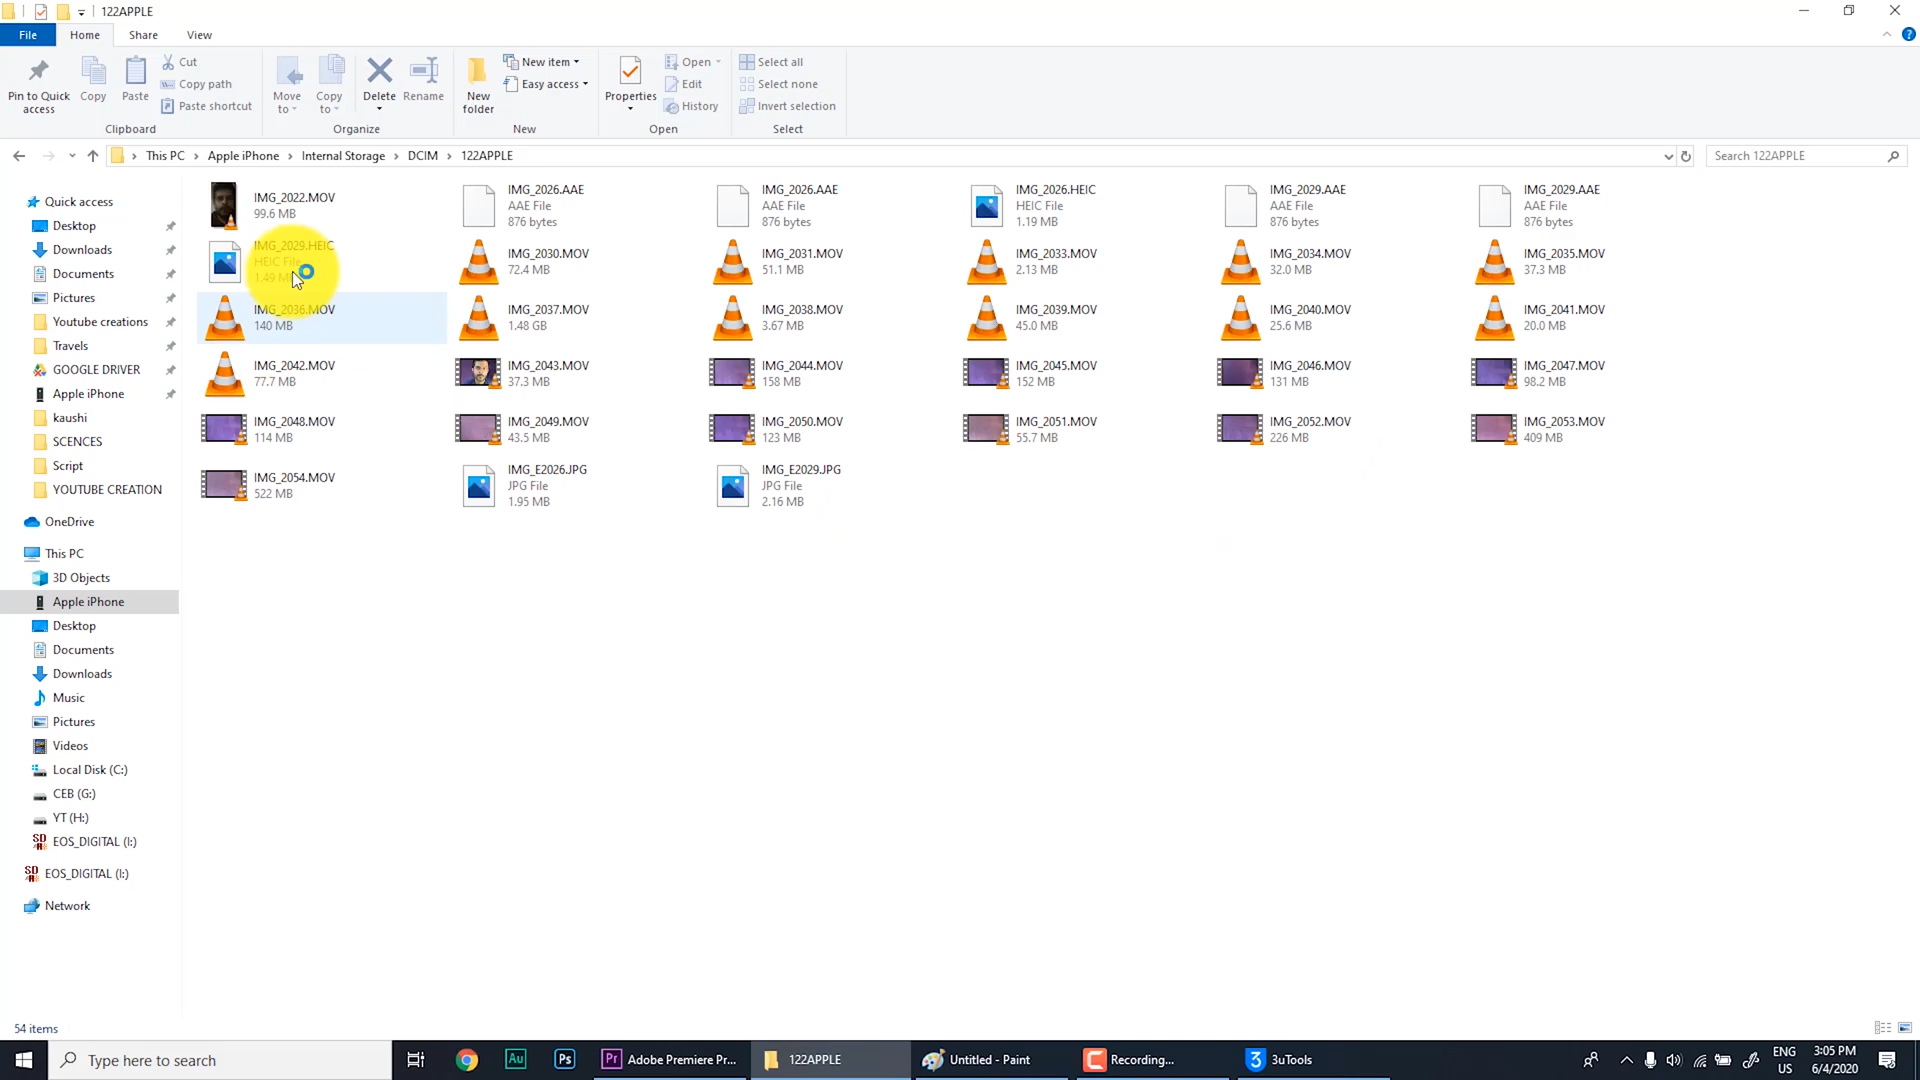 122APPLE
File Home Share View
Pin to Quick access
Copy
Paste
Cut
Copy path
Paste shortcut
Clipboard
Move to
Copy to
Delete
Rename
Organize
New folder
New item
Easy access
New
Properties
Open
Edit
History
Open
Select all
Select none
Invert selection
Select
This PC > Apple iPhone > Internal Storage > DCIM > 122APPLE
Search 122APPLE
Quick access
Desktop
Downloads
Documents
Pictures
Youtube creations
Travels
GOOGLE DRIVER
Apple iPhone
kaushi
SCENCES
Script
YOUTUBE CREATION
OneDrive
This PC
3D Objects
Apple iPhone
Desktop
Documents
Downloads
Music
Pictures
Videos
Local Disk (C:)
CEB (G:)
YT (H:)
EOS_DIGITAL (I:)
EOS_DIGITAL (I:)
Network
IMG_2022.MOV
99.6 MB
IMG_2026.AAE
AAE File
876 bytes
IMG_2026.AAE
AAE File
876 bytes
IMG_2026.HEIC
HEIC File
1.19 MB
IMG_2029.AAE
AAE File
876 bytes
IMG_2029.AAE
AAE File
876 bytes
IMG_2029.HEIC
HEIC File
1.49 MB
IMG_2030.MOV
72.4 MB
IMG_2031.MOV
51.1 MB
IMG_2033.MOV
2.13 MB
IMG_2034.MOV
32.0 MB
IMG_2035.MOV
37.3 MB
IMG_2036.MOV
140 MB
IMG_2037.MOV
1.48 GB
IMG_2038.MOV
3.67 MB
IMG_2039.MOV
45.0 MB
IMG_2040.MOV
25.6 MB
IMG_2041.MOV
20.0 MB
IMG_2042.MOV
77.7 MB
IMG_2043.MOV
37.3 MB
IMG_2044.MOV
158 MB
IMG_2045.MOV
152 MB
IMG_2046.MOV
131 MB
IMG_2047.MOV
98.2 MB
IMG_2048.MOV
114 MB
IMG_2049.MOV
43.5 MB
IMG_2050.MOV
123 MB
IMG_2051.MOV
55.7 MB
IMG_2052.MOV
226 MB
IMG_2053.MOV
409 MB
IMG_2054.MOV
522 MB
IMG_E2026.JPG
JPG File
1.95 MB
IMG_E2029.JPG
JPG File
2.16 MB
54 items
Type here to search
Au
Ps
Pr Adobe Premiere Pr...
122APPLE
Untitled - Paint
Recording...
3uTools
ENG
US
3:05 PM
6/4/2020